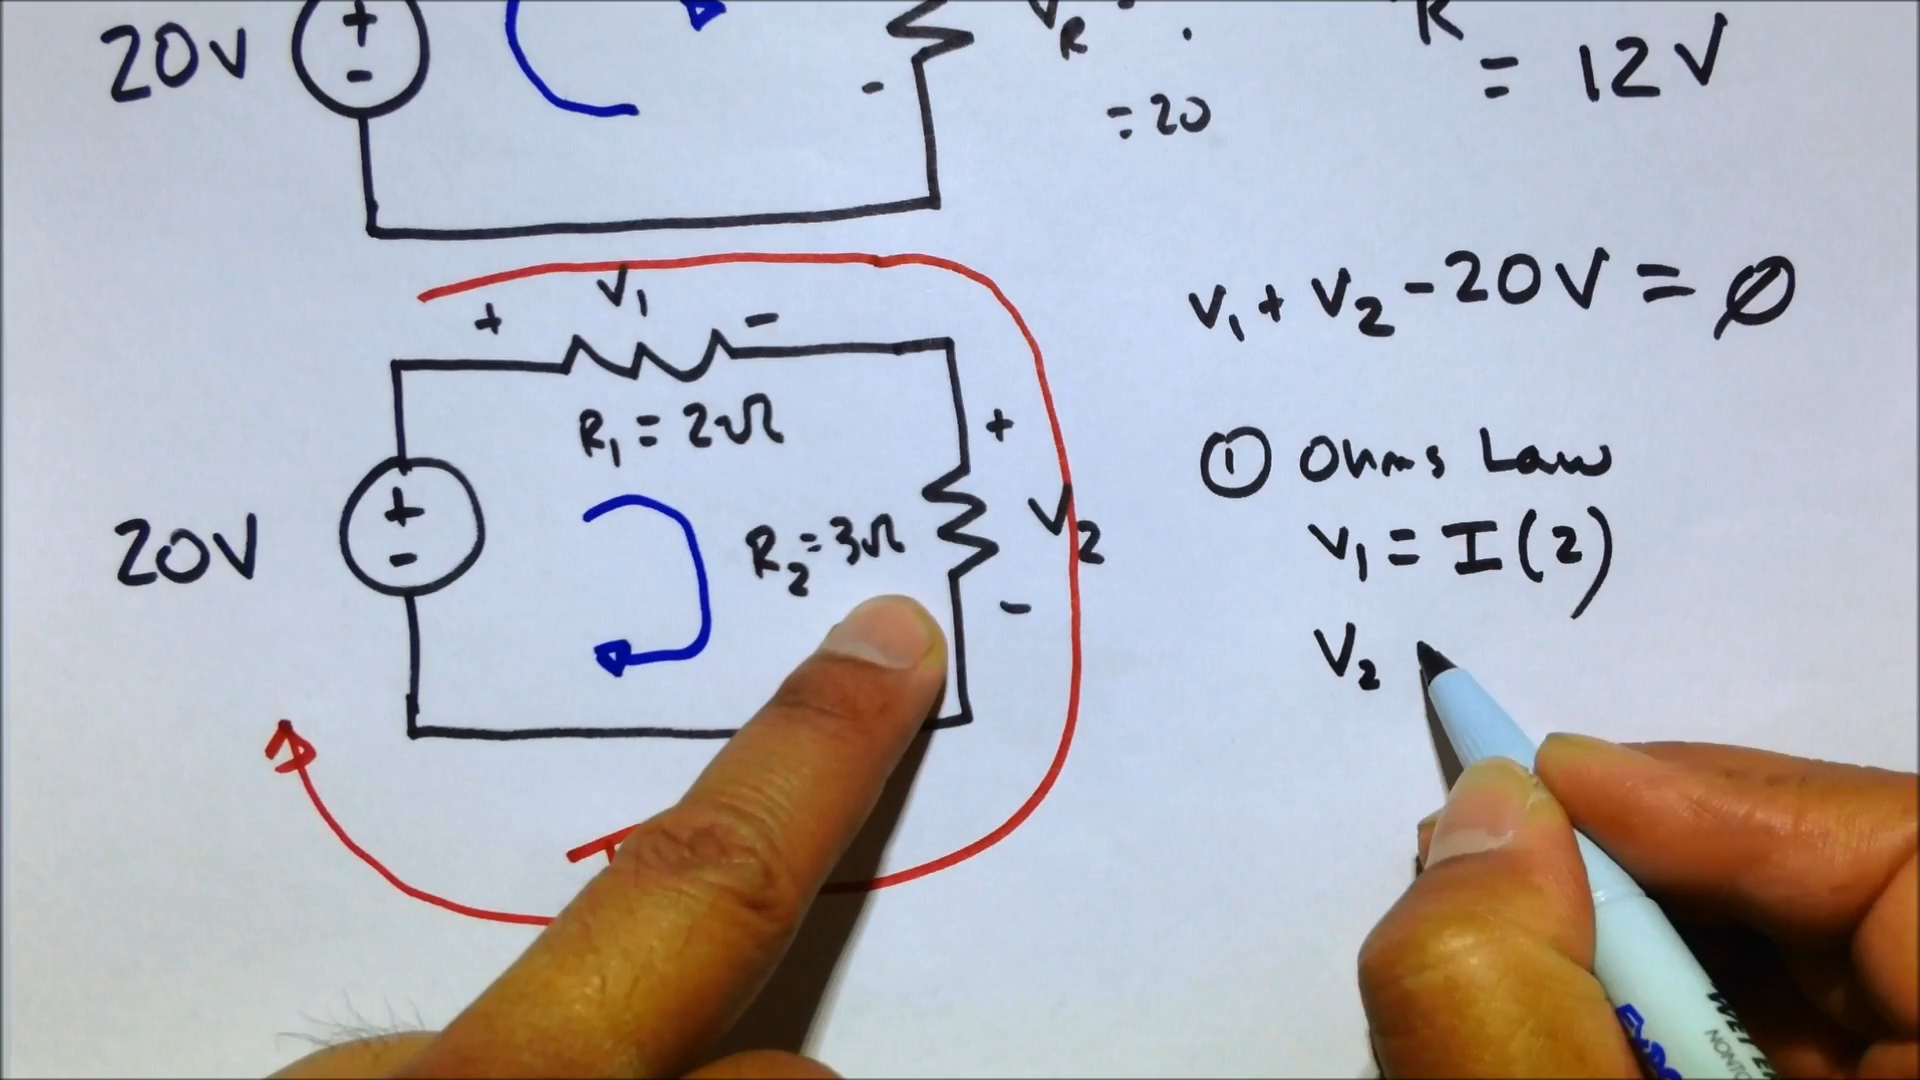 20V
+
-
-
VR
= 20
R
= 12V
V1
+
-
R1 = 2Ω
+
V2
-
R2 = 3Ω
20V
+
-
V1 + V2 - 20V = Ø
① Ohms Law
V1 = I(2)
V2